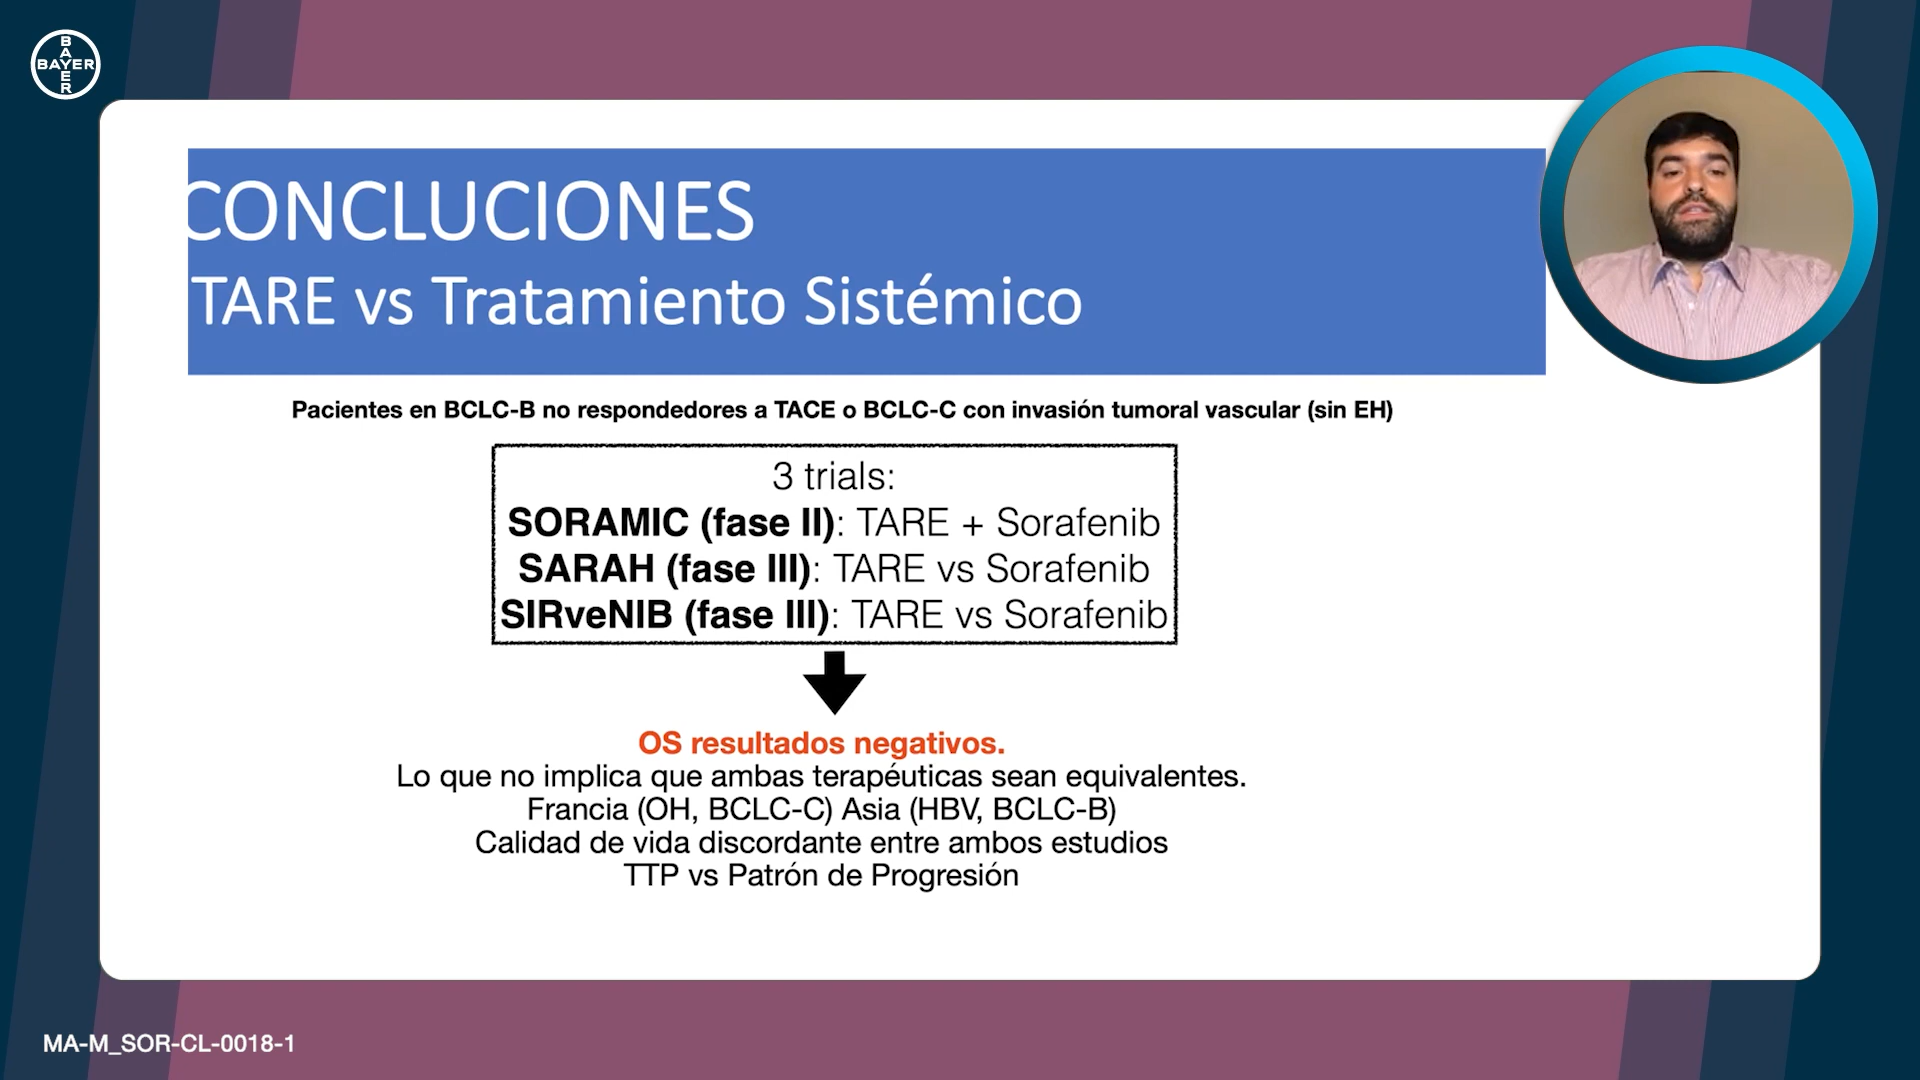 BAYER
BAYER
CONCLUCIONES
TARE vs Tratamiento Sistémico
Pacientes en BCLC-B no respondedores a TACE o BCLC-C con invasión tumoral vascular (sin EH)
3 trials:
SORAMIC (fase II): TARE + Sorafenib
SARAH (fase III): TARE vs Sorafenib
SIRveNIB (fase III): TARE vs Sorafenib
OS resultados negativos.
Lo que no implica que ambas terapéuticas sean equivalentes.
Francia (OH, BCLC-C) Asia (HBV, BCLC-B)
Calidad de vida discordante entre ambos estudios
TTP vs Patrón de Progresión
MA-M_SOR-CL-0018-1